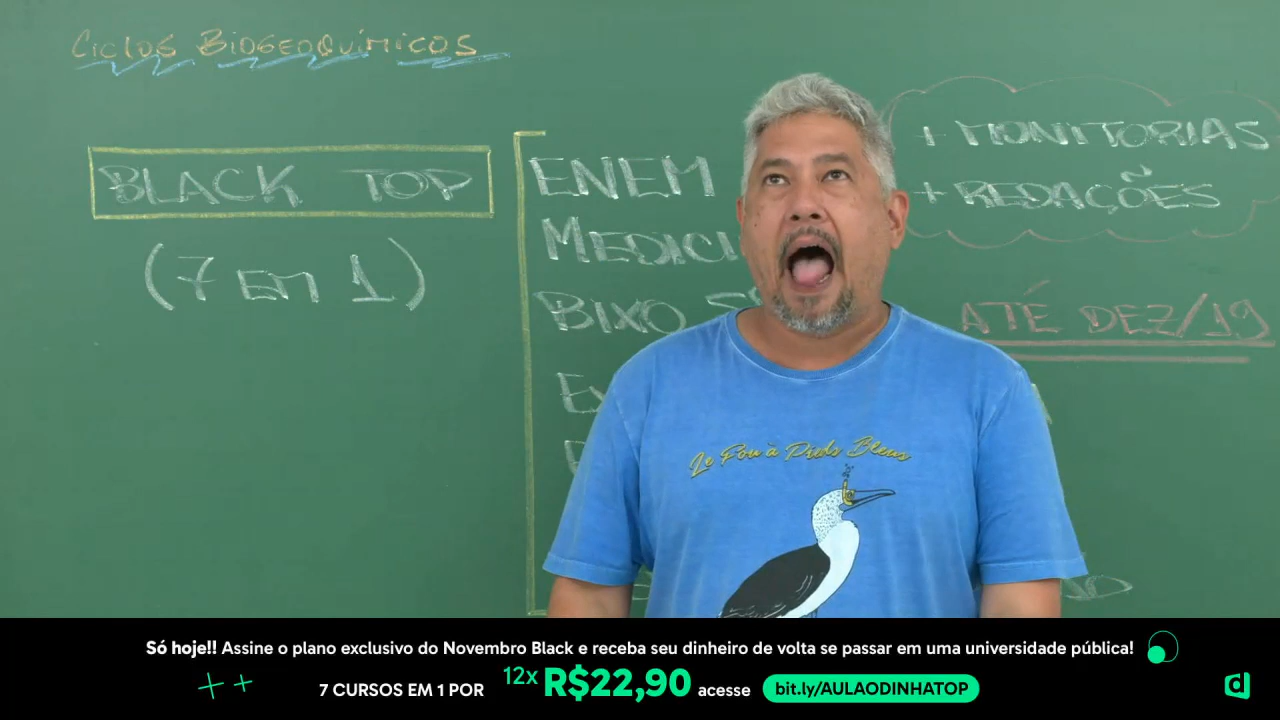 Ciclos Biogeoquímicos
BLACK TOP
(7 em 1)
ENEM
MEDICI
BIXO
+ MONITORIAS
+ REDAÇÕES
ATÉ DEZ/19
Le Fou à Pieds Bleus
Só hoje!! Assine o plano exclusivo do Novembro Black e receba seu dinheiro de volta se passar em uma universidade pública!
7 CURSOS EM 1 POR 12x R$22,90 acesse bit.ly/AULAODINHATOP